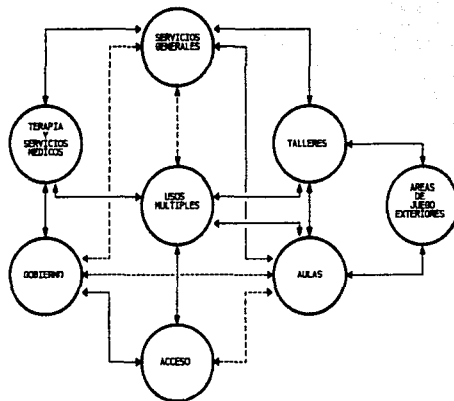 SERVICIOS
GENERALES
TERAPIA
Y
SERVICIOS
MEDICOS
TALLERES
USOS
MULTIPLES
AREAS
DE
JUEGO
EXTERIORES
GOBIERNO
AULAS
ACCESO